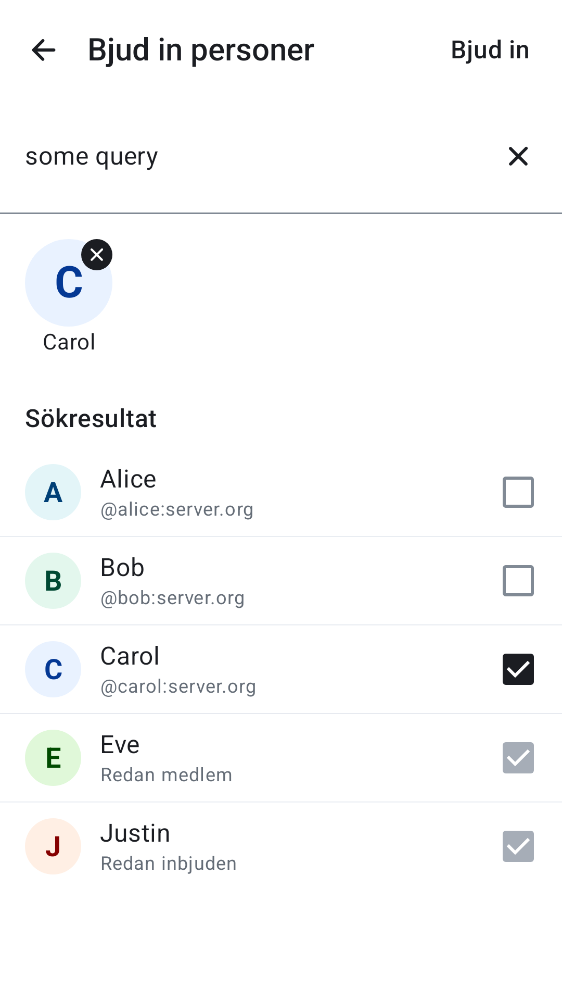 Bjud in personer
Bjud in
some query
C
Carol
Sökresultat
A
Alice
@alice:server.org
B
Bob
@bob:server.org
C
Carol
@carol:server.org
E
Eve
Redan medlem
J
Justin
Redan inbjuden